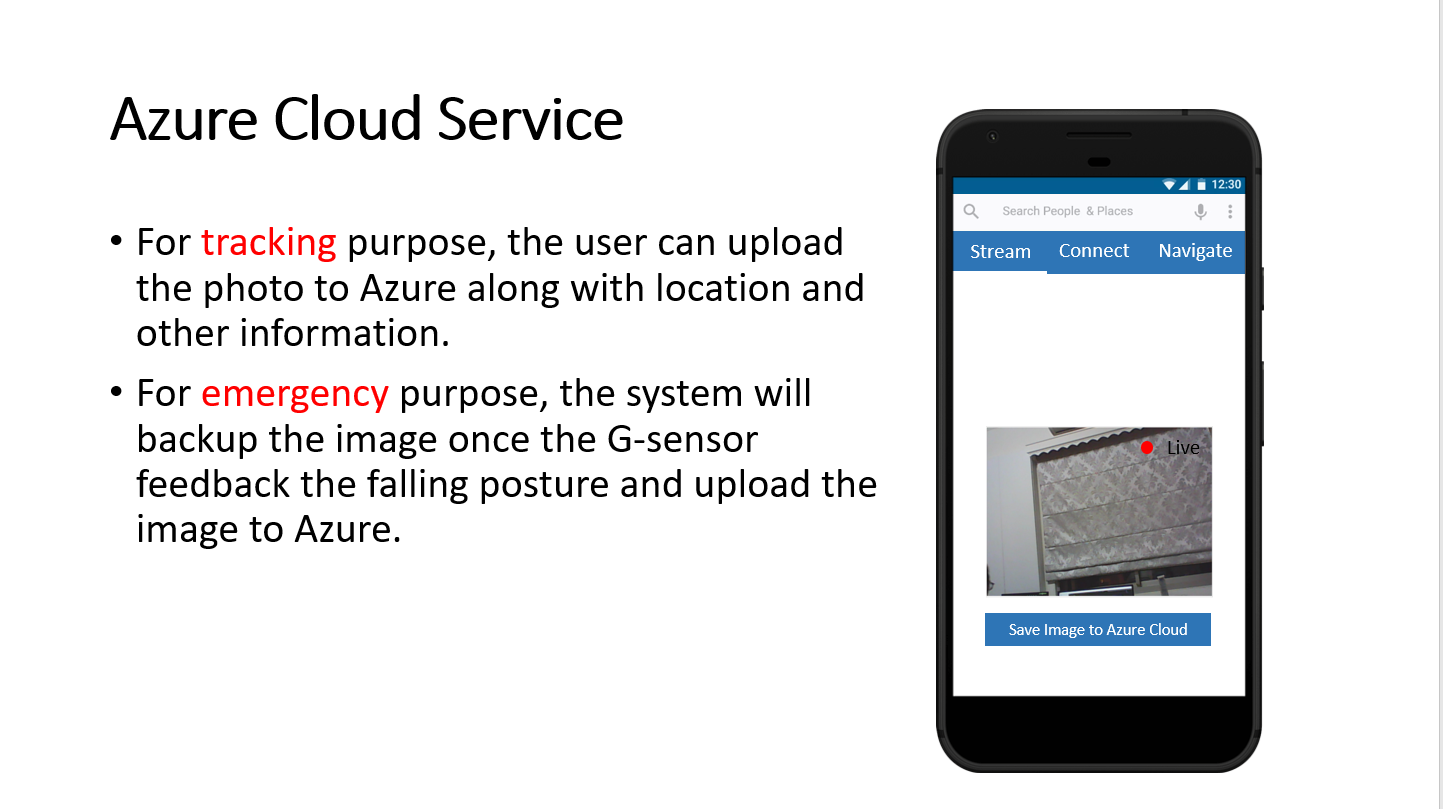 Azure Cloud Service
• For tracking purpose, the user can upload
the photo to Azure along with location and
other information.
• For emergency purpose, the system will
backup the image once the G-sensor
feedback the falling posture and upload the
image to Azure.
12:30
Search People & Places
Stream Connect Navigate
Live
Save Image to Azure Cloud